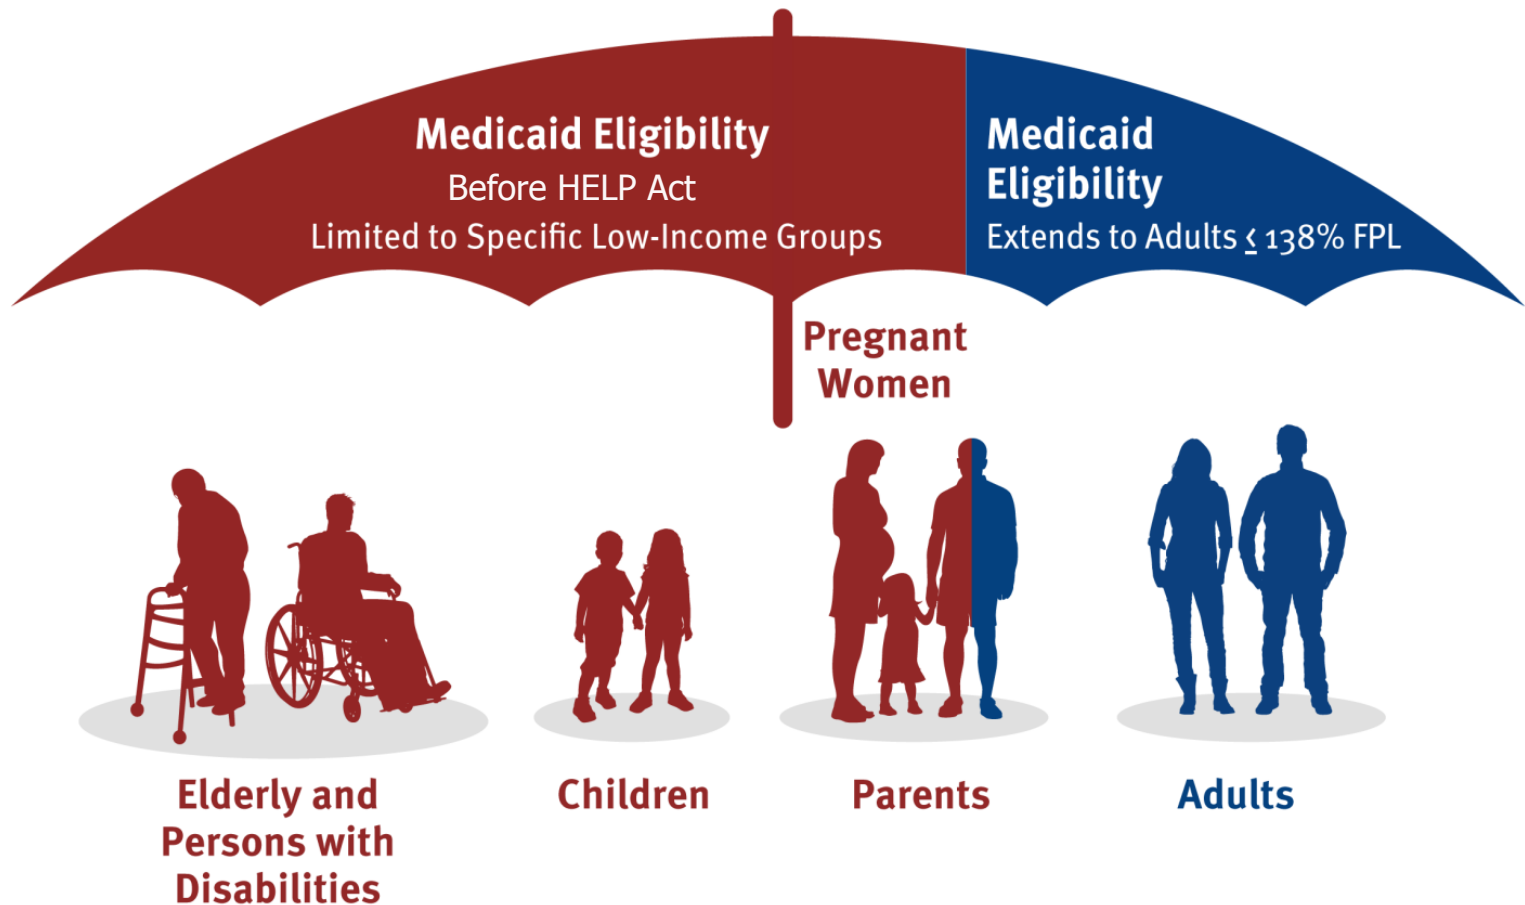 Medicaid Eligibility
Before HELP Act
Limited to Specific Low-Income Groups
Medicaid
Eligibility
Extends to Adults ≤ 138% FPL
Pregnant
Women
Elderly and
Persons with
Disabilities
Children
Parents
Adults